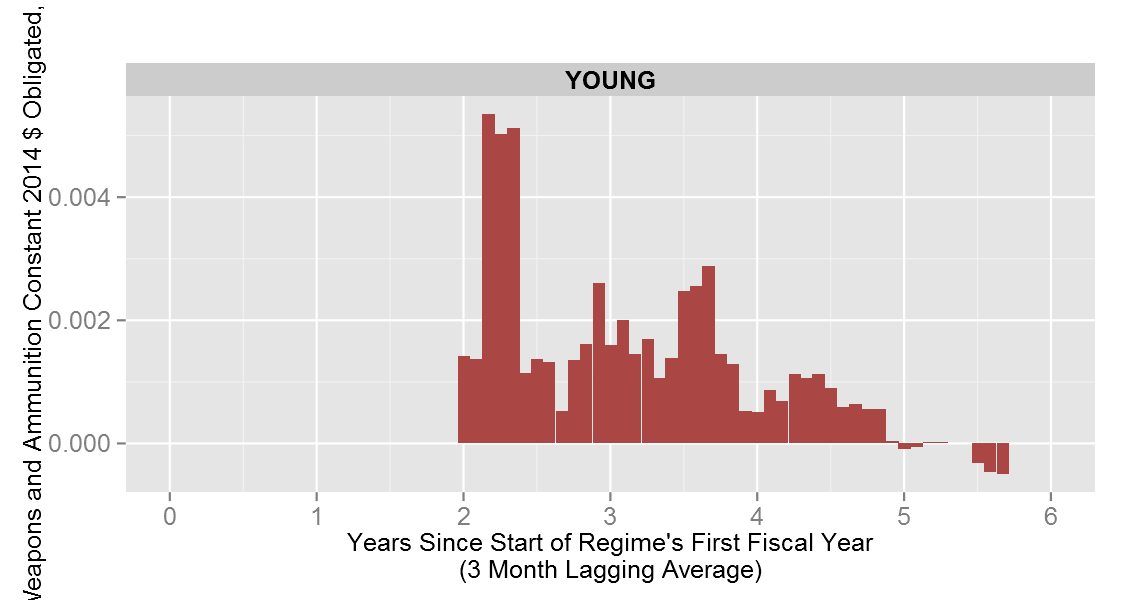 YOUNG
Weapons and Ammunition Constant 2014 $ Obligated,
0.004
0.002
0.000
0 1 2 3 4 5 6
Years Since Start of Regime's First Fiscal Year
(3 Month Lagging Average)